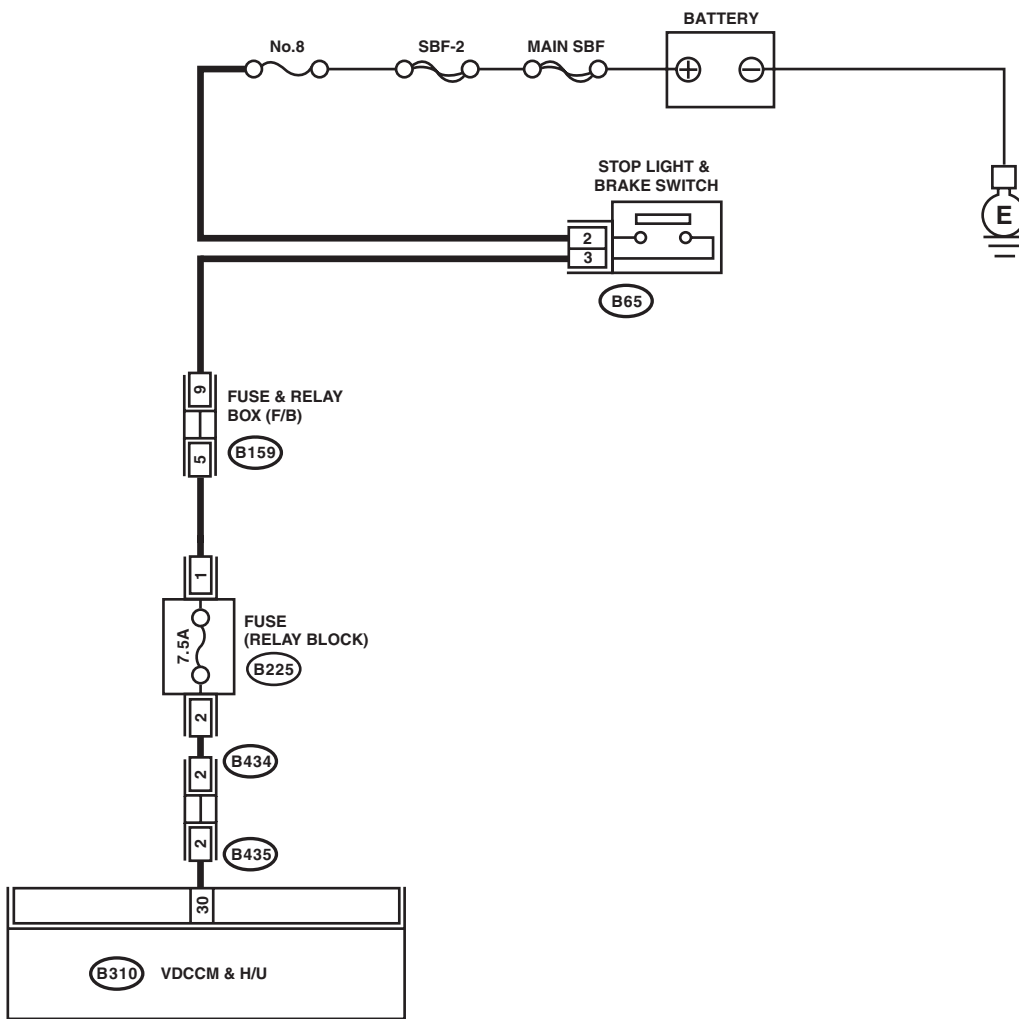 BATTERY
No.8
SBF-2
MAIN SBF
+
−
STOP LIGHT &
BRAKE SWITCH
E
2
3
B65
9
FUSE & RELAY
BOX (F/B)
5
B159
1
7.5A
FUSE
(RELAY BLOCK)
B225
2
B434
2
2
B435
30
B310 VDCCM & H/U